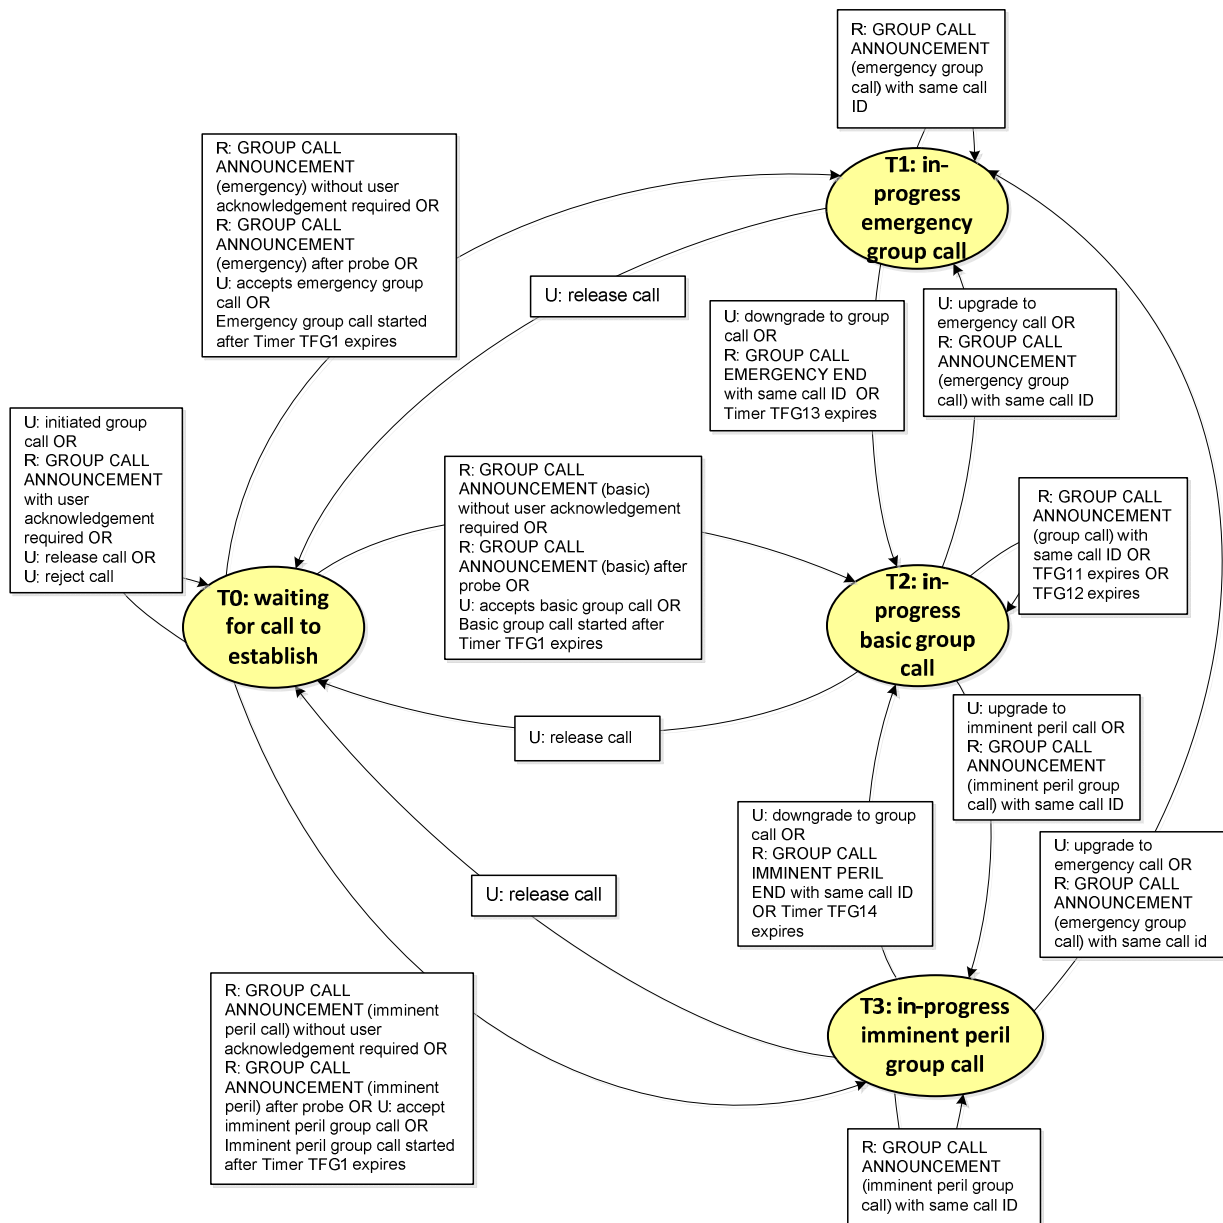 R: GROUP CALL
ANNOUNCEMENT
(emergency group
call) with same call
ID
R: GROUP CALL
ANNOUNCEMENT
(emergency) without user
acknowledgement required OR
R: GROUP CALL
ANNOUNCEMENT
(emergency) after probe OR
U: accepts emergency group
call OR
Emergency group call started
after Timer TFG1 expires
T1: in-
progress
emergency
group call
U: release call
U: downgrade to group
call OR
R: GROUP CALL
EMERGENCY END
with same call ID OR
Timer TFG13 expires
U: upgrade to
emergency call OR
R: GROUP CALL
ANNOUNCEMENT
(emergency group
call) with same call ID
U: initiated group
call OR
R: GROUP CALL
ANNOUNCEMENT
with user
acknowledgement
required OR
U: release call OR
U: reject call
R: GROUP CALL
ANNOUNCEMENT (basic)
without user acknowledgement
required OR
R: GROUP CALL
ANNOUNCEMENT (basic) after
probe OR
U: accepts basic group call OR
Basic group call started after
Timer TFG1 expires
R: GROUP CALL
ANNOUNCEMENT
(group call) with
same call ID OR
TFG11 expires OR
TFG12 expires
T0: waiting
for call to
establish
T2: in-
progress
basic group
call
U: release call
U: upgrade to
imminent peril call OR
R: GROUP CALL
ANNOUNCEMENT
(imminent peril group
call) with same call ID
U: downgrade to group
call OR
R: GROUP CALL
IMMINENT PERIL
END with same call ID
OR Timer TFG14
expires
U: upgrade to
emergency call OR
R: GROUP CALL
ANNOUNCEMENT
(emergency group
call) with same call id
U: release call
R: GROUP CALL
ANNOUNCEMENT (imminent
peril call) without user
acknowledgement required OR
R: GROUP CALL
ANNOUNCEMENT (imminent
peril) after probe OR U: accept
imminent peril group call OR
Imminent peril group call started
after Timer TFG1 expires
T3: in-progress
imminent peril
group call
R: GROUP CALL
ANNOUNCEMENT
(imminent peril group
call) with same call ID